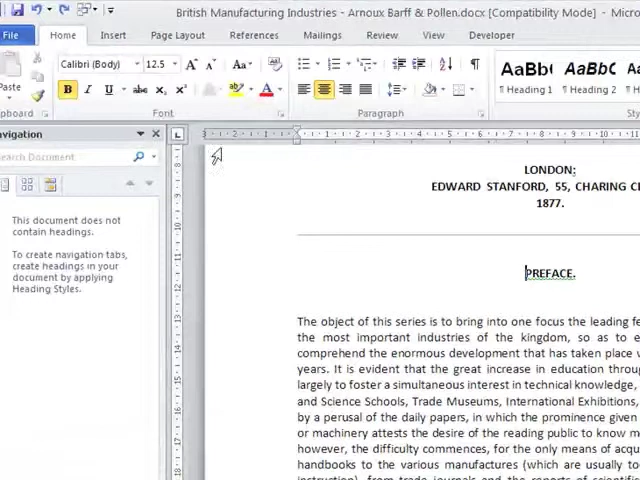 British Manufacturing Industries - Arnoux Barff & Pollen.docx [Compatibility Mode] - Micro
File Home Insert Page Layout References Mailings Review View Developer
Paste
Calibri (Body) 12.5 A A Aa
B I U abc x₂ x² ab A
AaBb( AaBbC
¶ Heading 1 ¶ Heading 2
Font Paragraph Sty
avigation
earch Document
This document does not
contain headings.
To create navigation tabs,
create headings in your
document by applying
Heading Styles.
LONDON:
EDWARD STANFORD, 55, CHARING C
1877.
PREFACE.
The object of this series is to bring into one focus the leading fe
the most important industries of the kingdom, so as to e
comprehend the enormous development that has taken place w
years. It is evident that the great increase in education throug
largely to foster a simultaneous interest in technical knowledge,
and Science Schools, Trade Museums, International Exhibitions,
by a perusal of the daily papers, in which the prominence given
or machinery attests the desire of the reading public to know m
however, the difficulty commences, for the only means of acqu
handbooks to the various manufactures (which are usually to
instruction), from trade journals and the reports of scientific